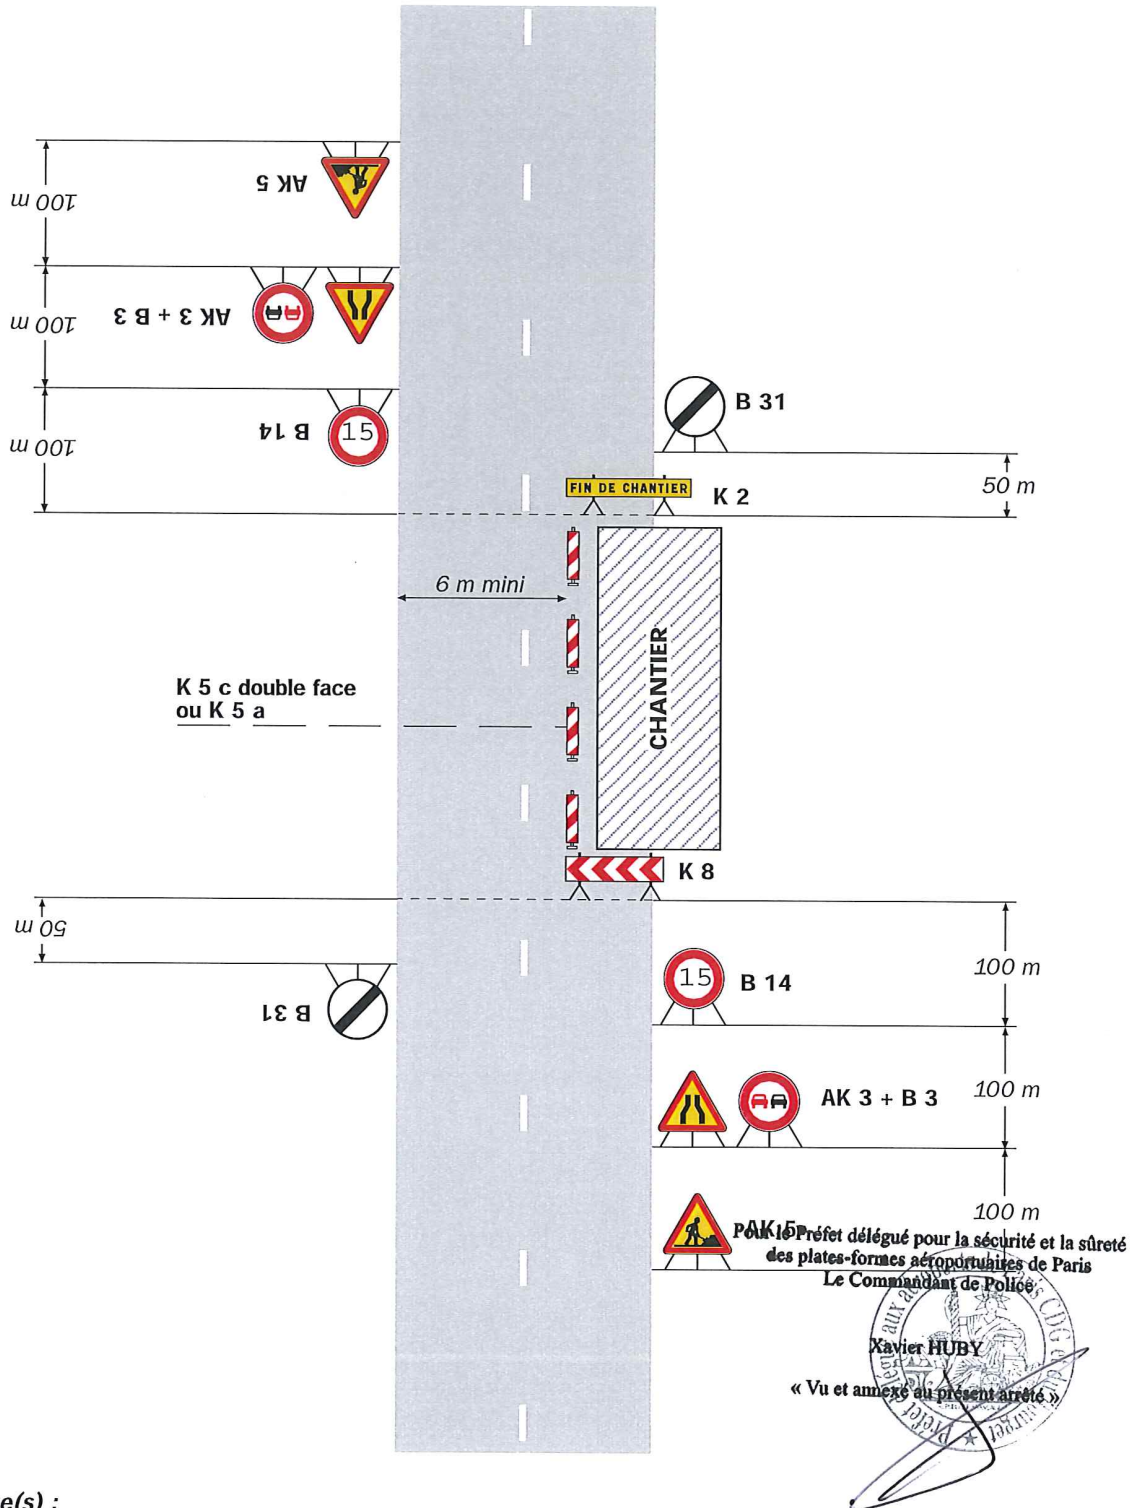 AK 5
100 m
AK 3 + B 3
100 m
B 14
15
100 m
B 31
50 m
FIN DE CHANTIER
K 2
6 m mini
CHANTIER
K 5 c double face
ou K 5 a
K 8
50 m
B 31
15
B 14
100 m
AK 3 + B 3
100 m
AK 5
100 m
Pour le Préfet délégué pour la sécurité et la sûreté
des plates-formes aéroportuaires de Paris
Le Commandant de Police
Xavier HUBY
« Vu et annexé au présent arrêté »
e(s) :